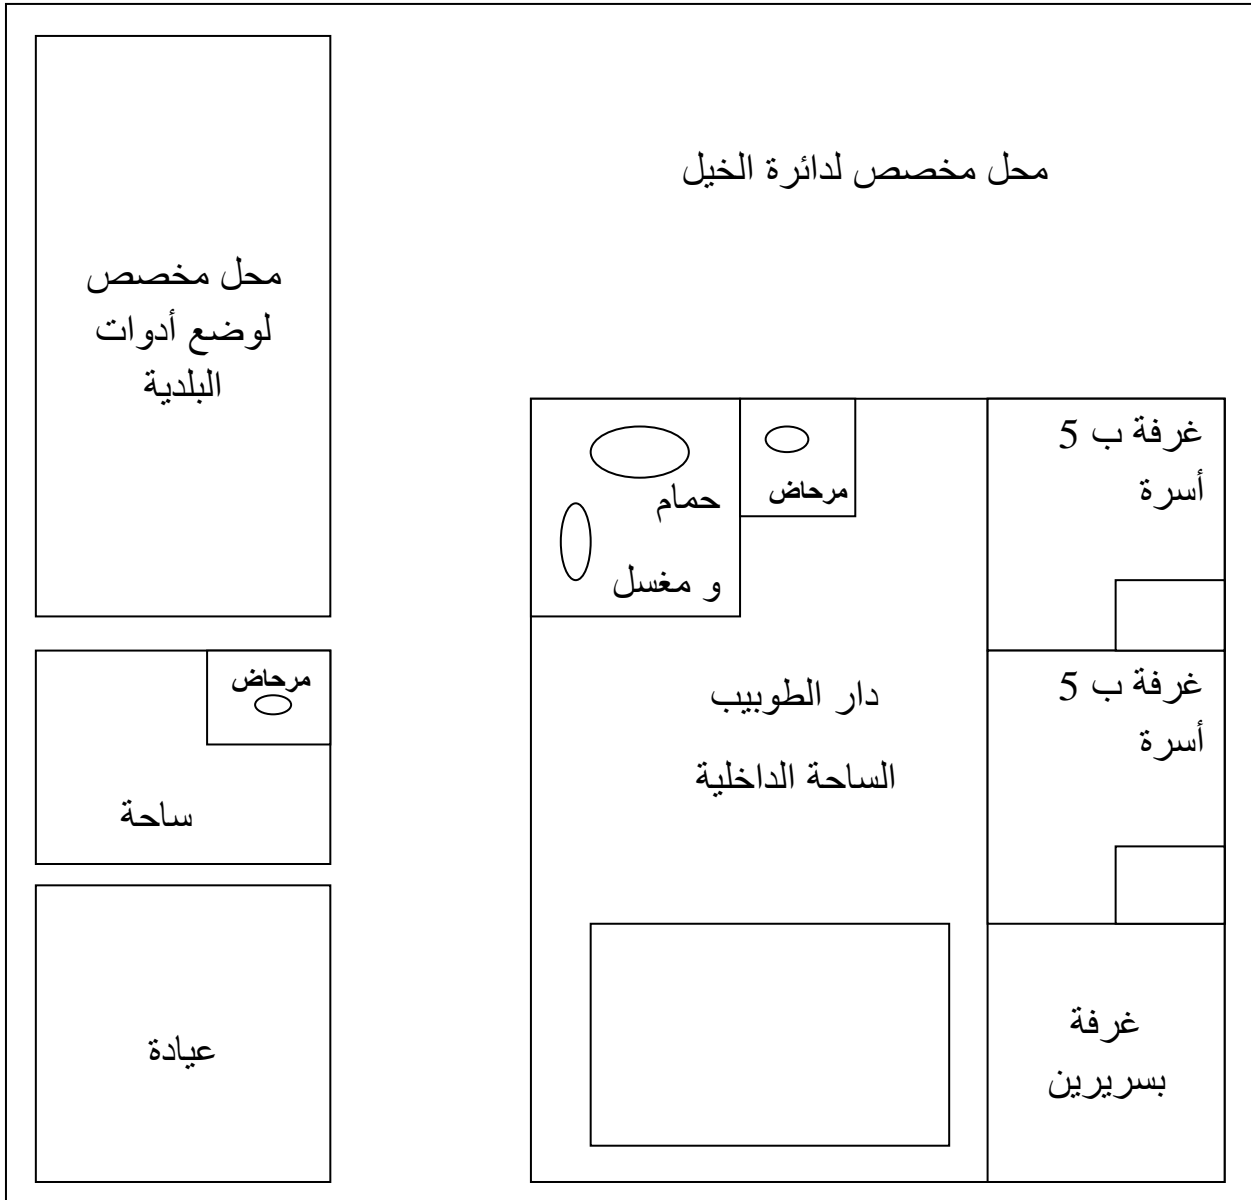 محل مخصص لدائرة الخيل
محل مخصص
لوضع أدوات
البلدية
غرفة ب 5
أسرة
مرحاض
حمام
و مغسل
غرفة ب 5
أسرة
دار الطوبيب
الساحة الداخلية
مرحاض
ساحة
غرفة
بسريرين
عيادة